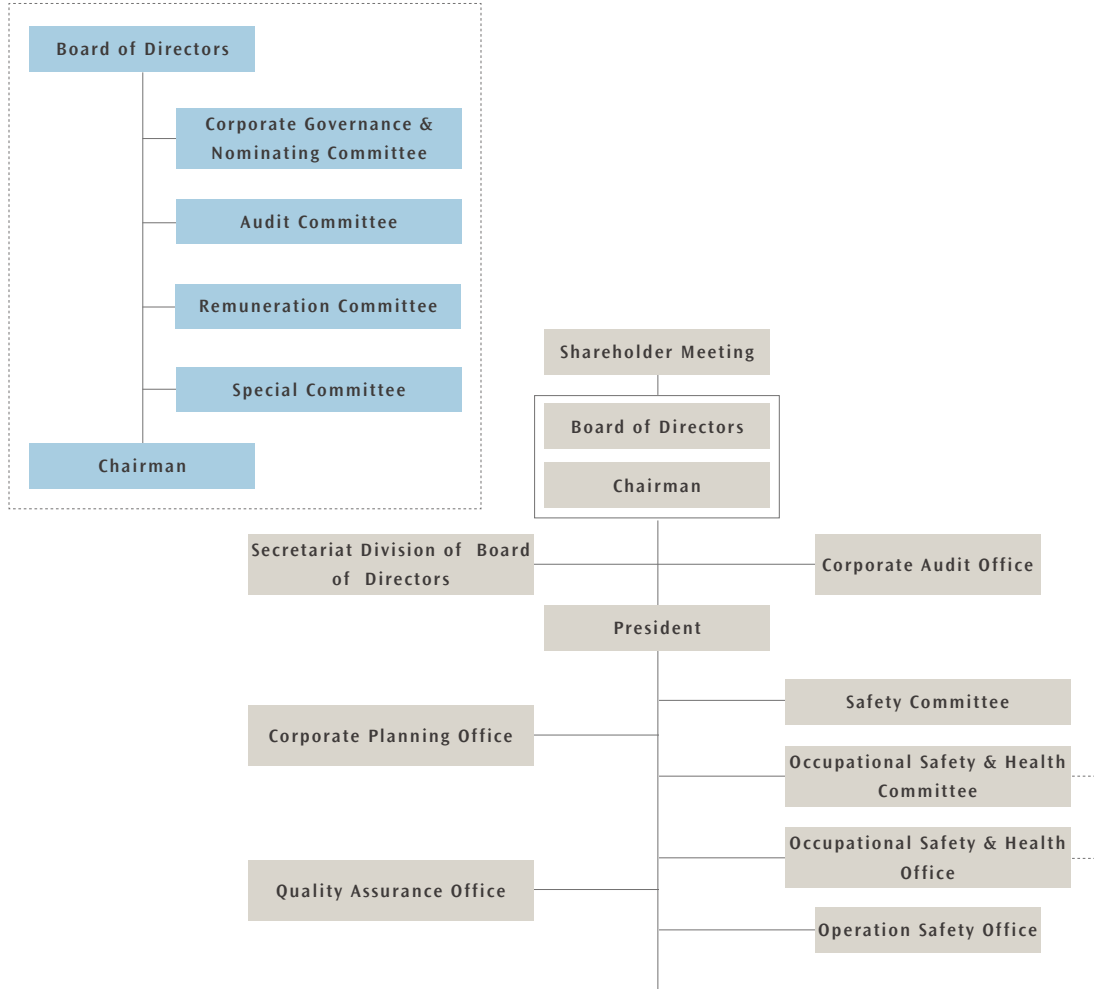 Board of Directors
Corporate Governance &
Nominating Committee
Audit Committee
Remuneration Committee
Special Committee
Chairman
Shareholder Meeting
Board of Directors
Chairman
Secretariat Division of Board
of Directors
Corporate Audit Office
President
Safety Committee
Corporate Planning Office
Occupational Safety & Health
Committee
Occupational Safety & Health
Office
Quality Assurance Office
Operation Safety Office